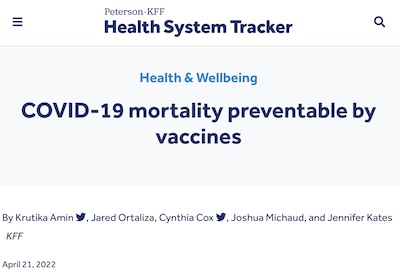 Peterson-KFF
Health System Tracker
Health & Wellbeing
COVID-19 mortality preventable by
vaccines
By Krutika Amin, Jared Ortaliza, Cynthia Cox, Joshua Michaud, and Jennifer Kates
KFF
April 21, 2022